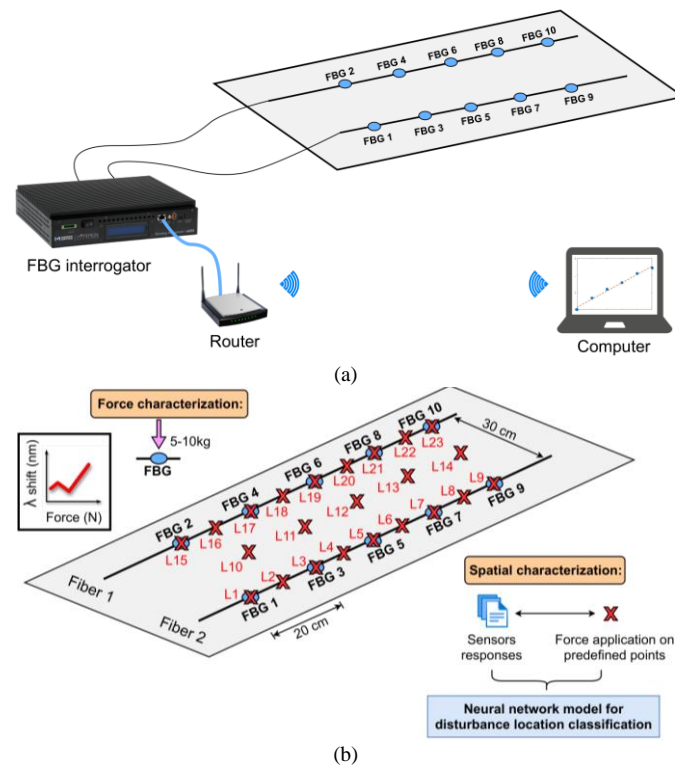 FBG 2
FBG 4
FBG 6
FBG 8
FBG 10
FBG 1
FBG 3
FBG 5
FBG 7
FBG 9
FBG interrogator
Router
Computer
(a)
Force characterization:
5-10kg
FBG
λ shift (nm)
Force (N)
FBG 2
FBG 4
FBG 6
FBG 8
FBG 10
L15
L16
L17
L18
L19
L20
L21
L22
L23
30 cm
L10
L11
L12
L13
L14
L1
L2
L3
L4
L5
L6
L7
L8
L9
FBG 1
FBG 3
FBG 5
FBG 7
FBG 9
Fiber 1
Fiber 2
20 cm
Spatial characterization:
Sensors
responses
Force application on
predefined points
Neural network model for
disturbance location classification
(b)